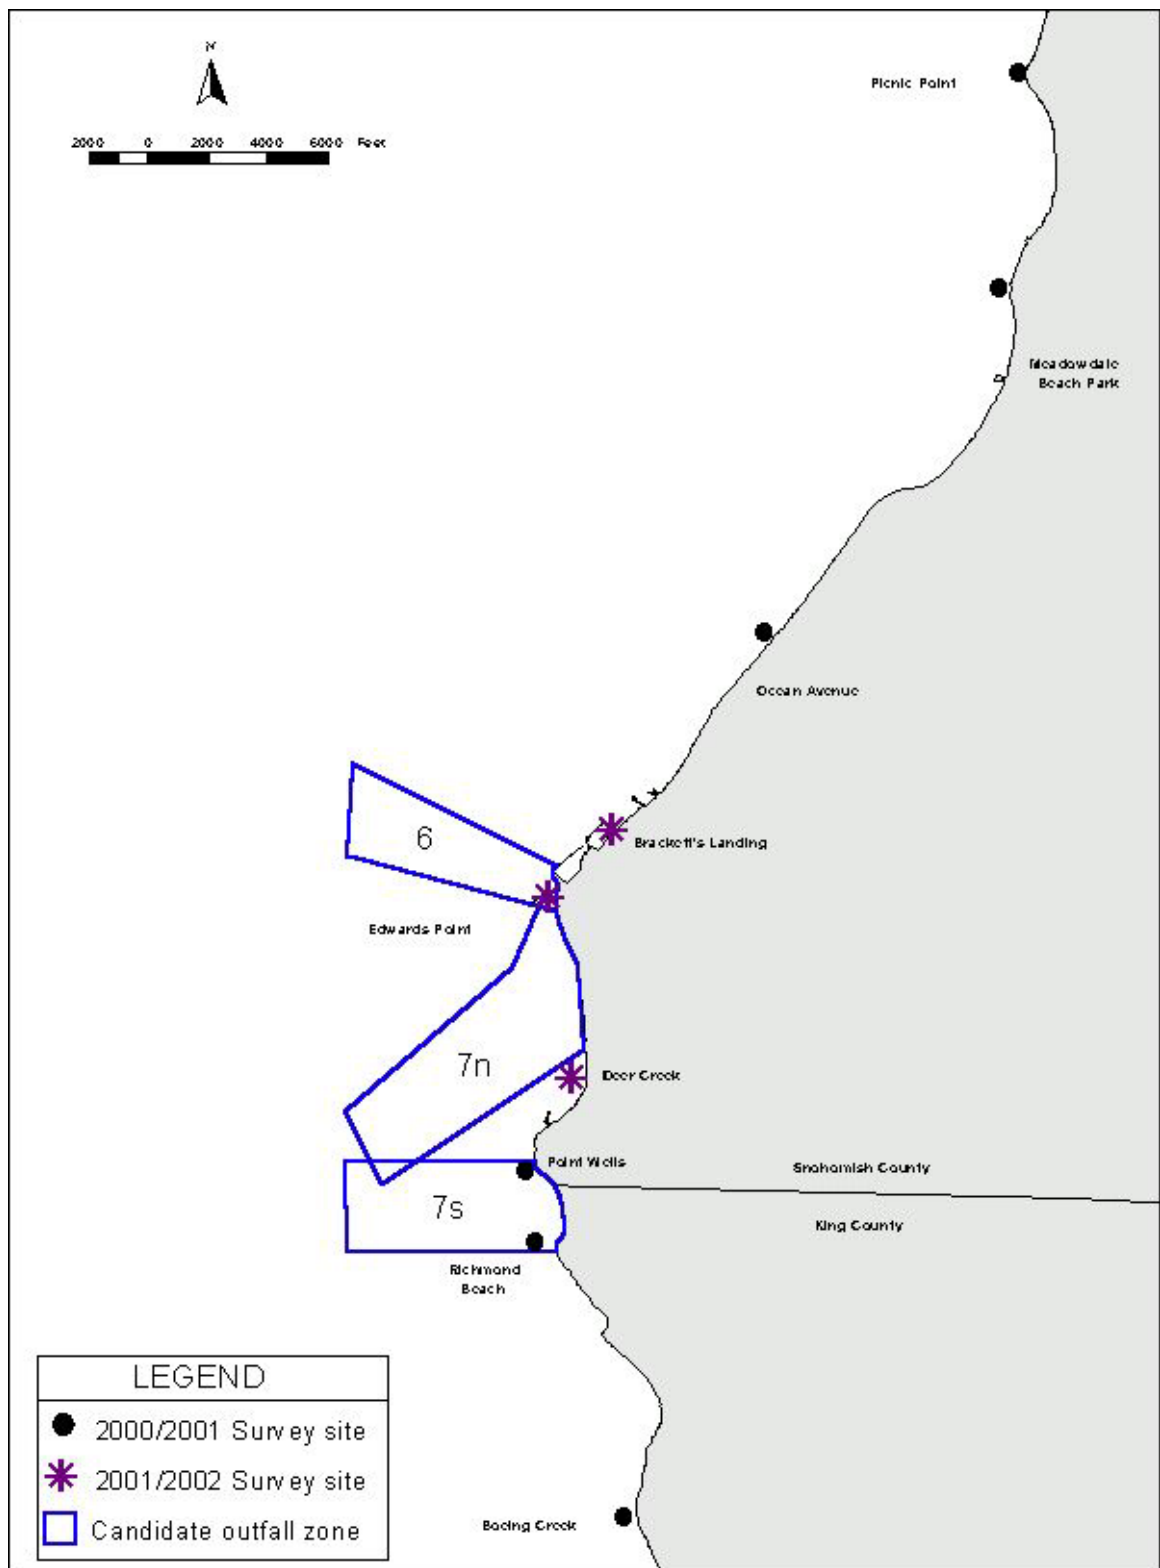 N
2000 0 2000 4000 6000 Feet
Picnic Point
Meadowdale
Beach Park
Ocean Avenue
6
Brackett's Landing
Edwards Point
7n
Deer Creek
Point Wells
Snohomish County
7s
King County
Richmond
Beach
LEGEND
2000/2001 Survey site
2001/2002 Survey site
Candidate outfall zone
Boeing Creek